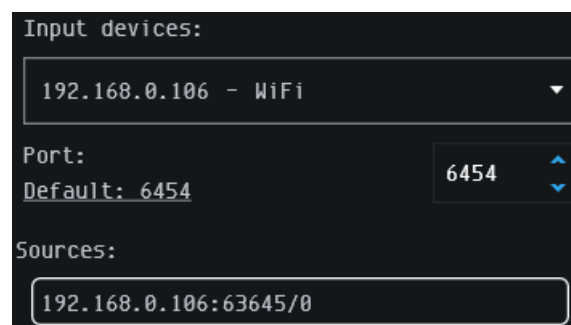 Input devices:
192.168.0.106 - WiFi
Port:
6454
Default: 6454
Sources:
192.168.0.106:63645/0